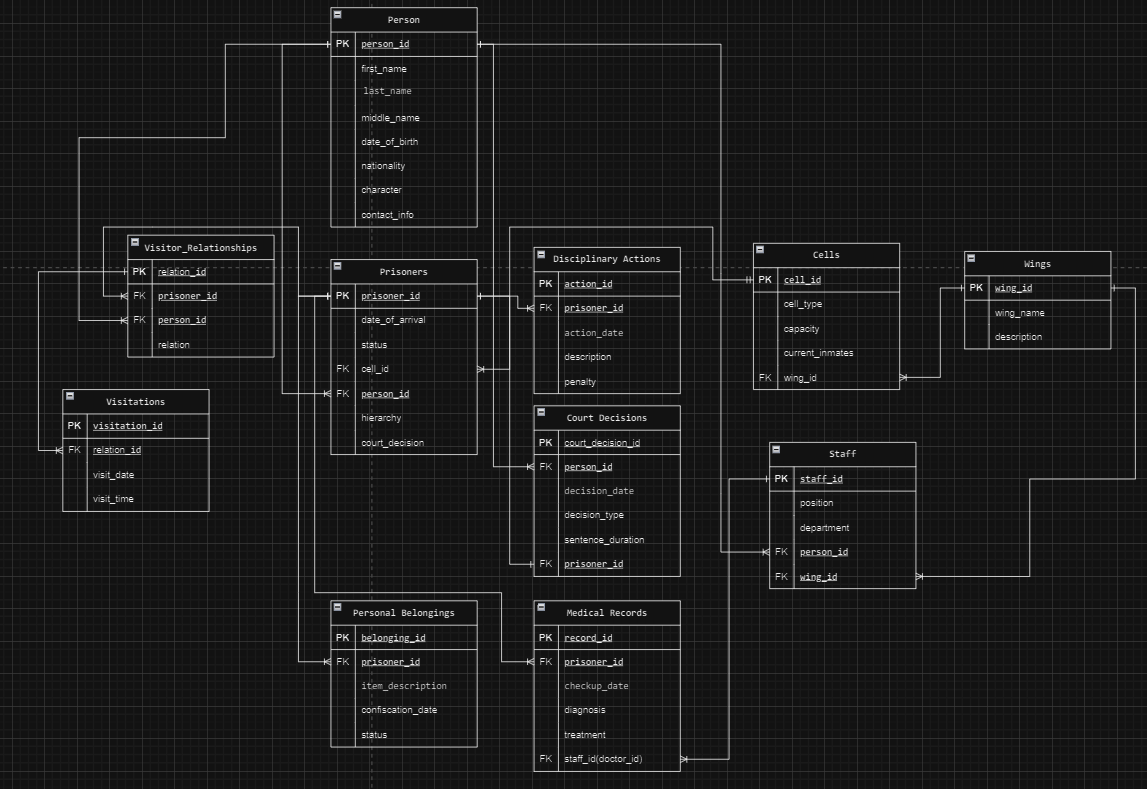 Person
PK person_id
first_name
last_name
middle_name
date_of_birth
nationality
character
contact_info
Visitor_Relationships
PK relation_id
FK prisoner_id
FK person_id
relation
Prisoners
PK prisoner_id
date_of_arrival
status
FK cell_id
FK person_id
hierarchy
court_decision
Disciplinary Actions
PK action_id
FK prisoner_id
action_date
description
penalty
Cells
PK cell_id
cell_type
capacity
current_inmates
FK wing_id
Wings
PK wing_id
wing_name
description
Visitations
PK visitation_id
FK relation_id
visit_date
visit_time
Court Decisions
PK court_decision_id
FK person_id
decision_date
decision_type
sentence_duration
FK prisoner_id
Staff
PK staff_id
position
department
FK person_id
FK wing_id
Personal Belongings
PK belonging_id
FK prisoner_id
item_description
confiscation_date
status
Medical Records
PK record_id
FK prisoner_id
checkup_date
diagnosis
treatment
FK staff_id(doctor_id)